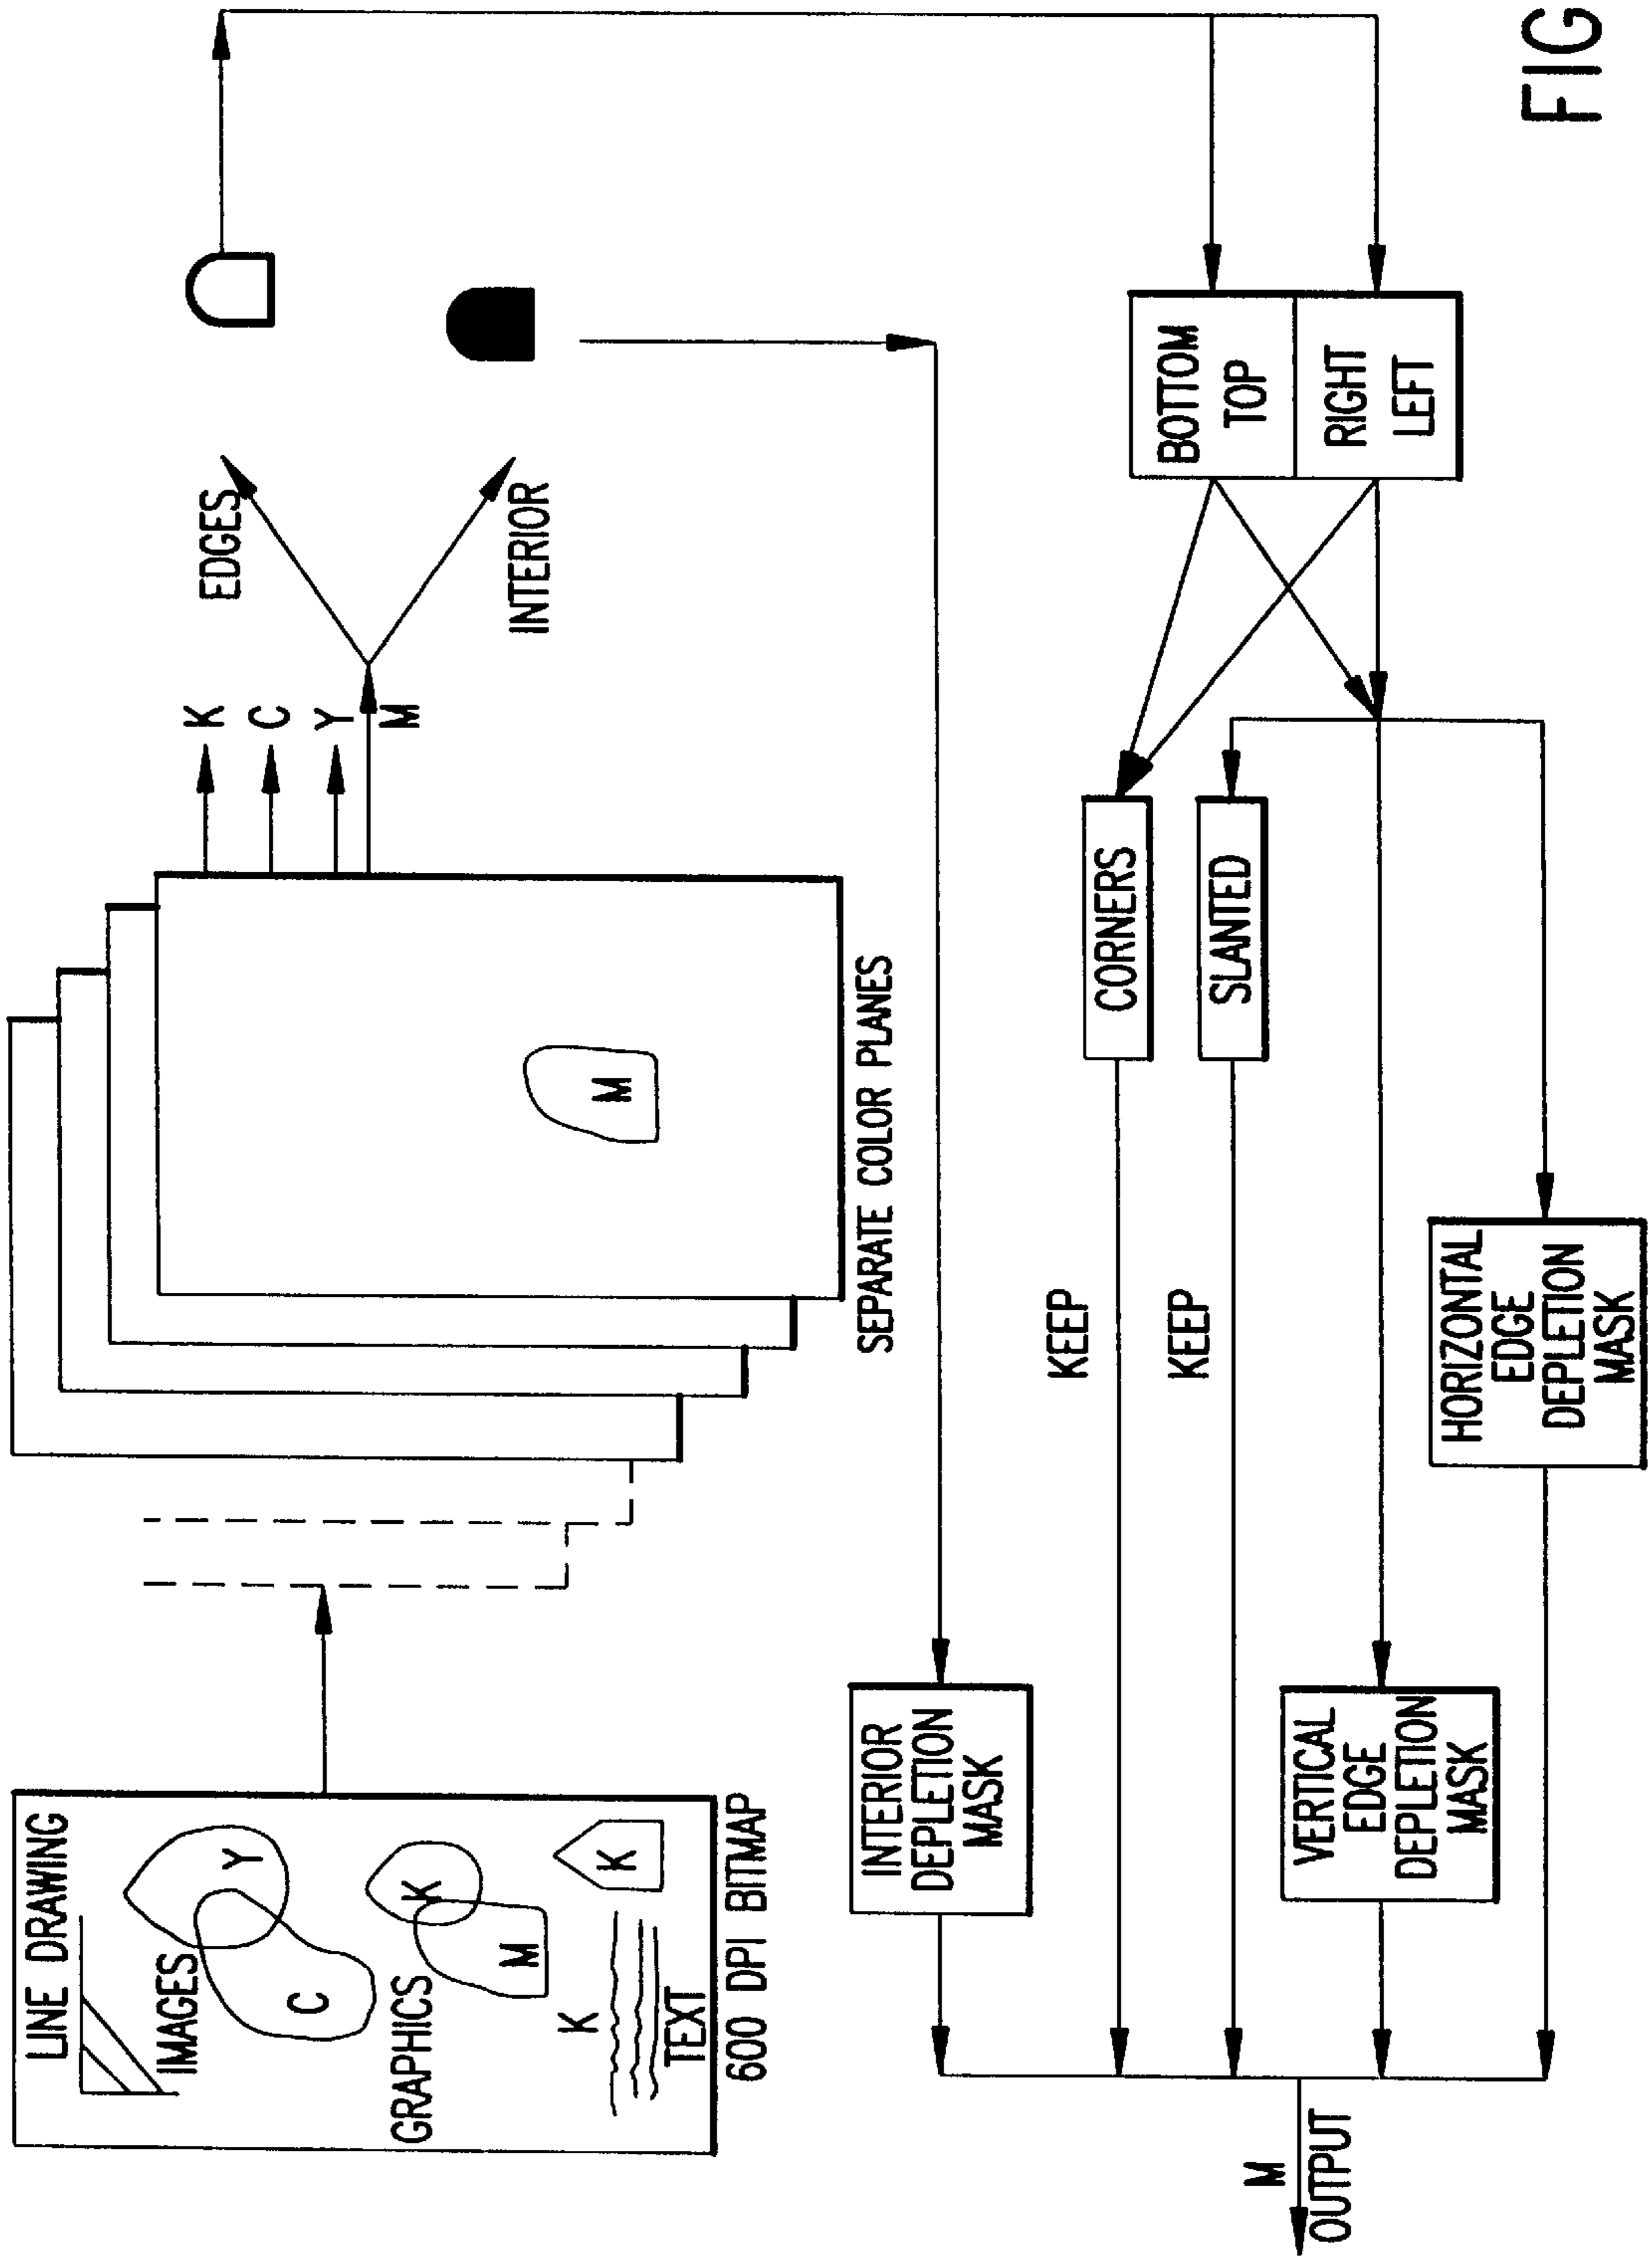 LINE DRAWING
IMAGES
Y
C
GRAPHICS
K
M
K
K
TEXT
600 DPI BITMAP
M
SEPARATE COLOR PLANES
K
C
Y
M
EDGES
INTERIOR
INTERIOR
DEPLETION
MASK
KEEP
CORNERS
KEEP
SLANTED
BOTTOM
TOP
RIGHT
LEFT
VERTICAL
EDGE
DEPLETION
MASK
HORIZONTAL
EDGE
DEPLETION
MASK
M
OUTPUT
FIG